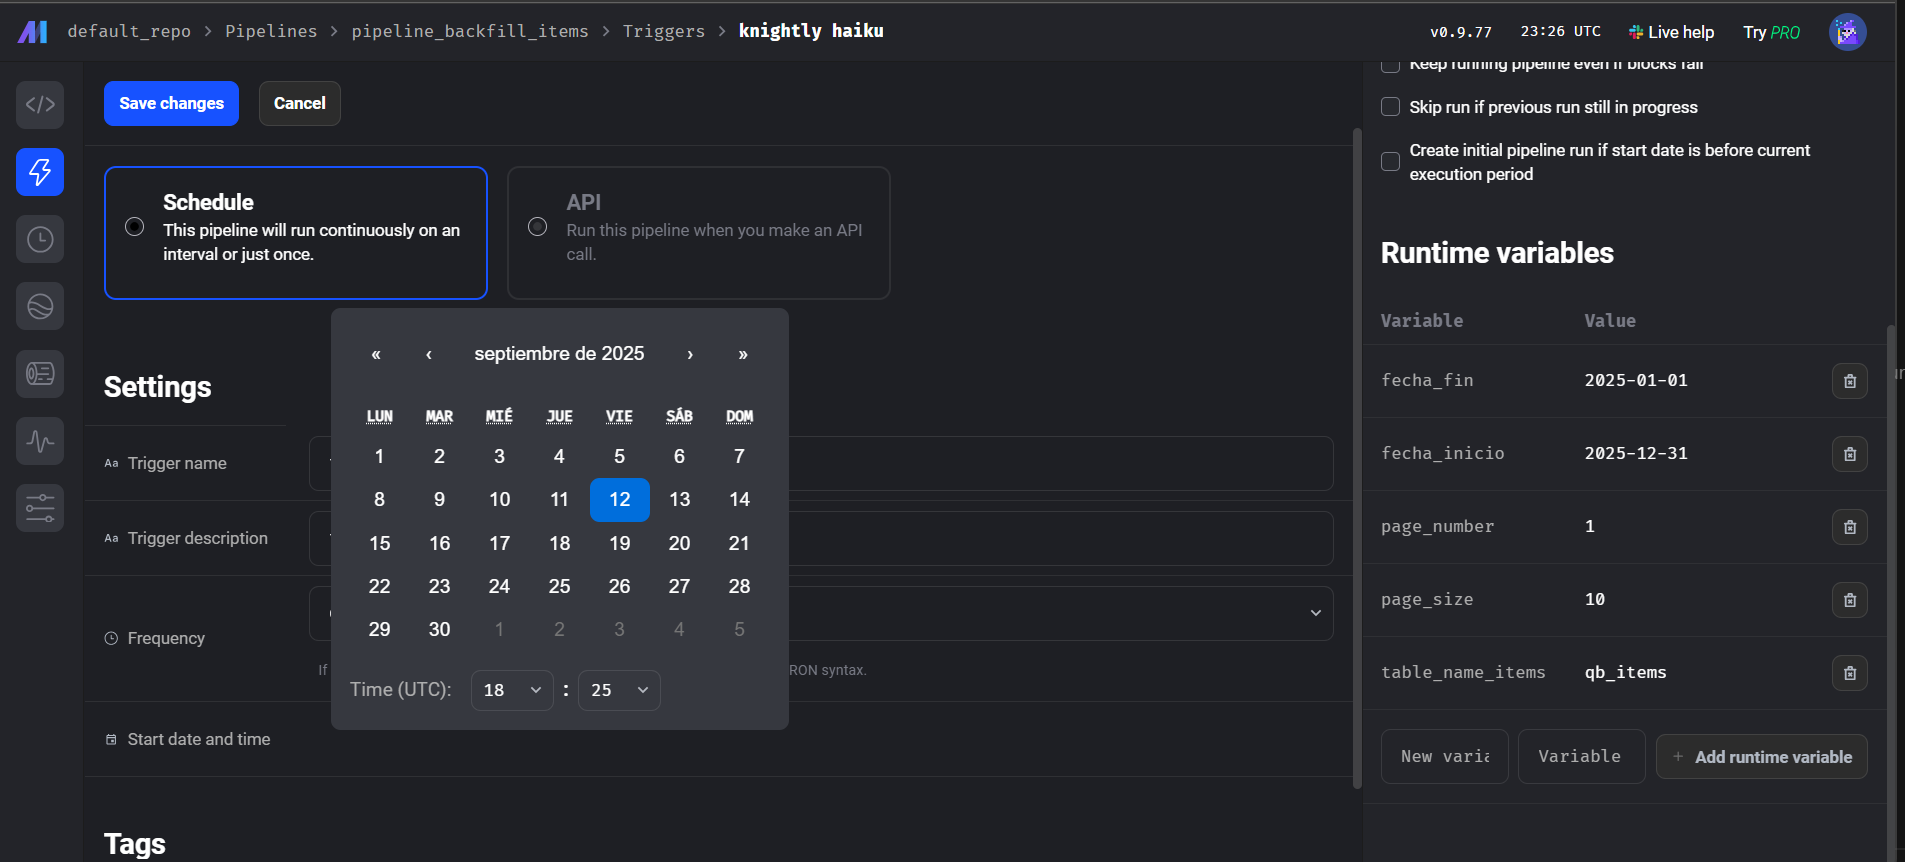 default_repo > Pipelines > pipeline_backfill_items > Triggers > knightly haiku
v0.9.77
23:26 UTC
Live help
Try PRO
Save changes
Cancel
Schedule
This pipeline will run continuously on an
interval or just once.
API
Run this pipeline when you make an API
call.
Settings
Aa Trigger name
Aa Trigger description
Frequency
If
RON syntax.
Start date and time
Tags
« ‹ septiembre de 2025 › »
LUN MAR MIÉ JUE VIE SÁB DOM
1 2 3 4 5 6 7
8 9 10 11 12 13 14
15 16 17 18 19 20 21
22 23 24 25 26 27 28
29 30 1 2 3 4 5
Time (UTC): 18 : 25
Keep running pipeline even if blocks fail
Skip run if previous run still in progress
Create initial pipeline run if start date is before current
execution period
Runtime variables
Variable Value
fecha_fin 2025-01-01
fecha_inicio 2025-12-31
page_number 1
page_size 10
table_name_items qb_items
New varia
Variable
+ Add runtime variable